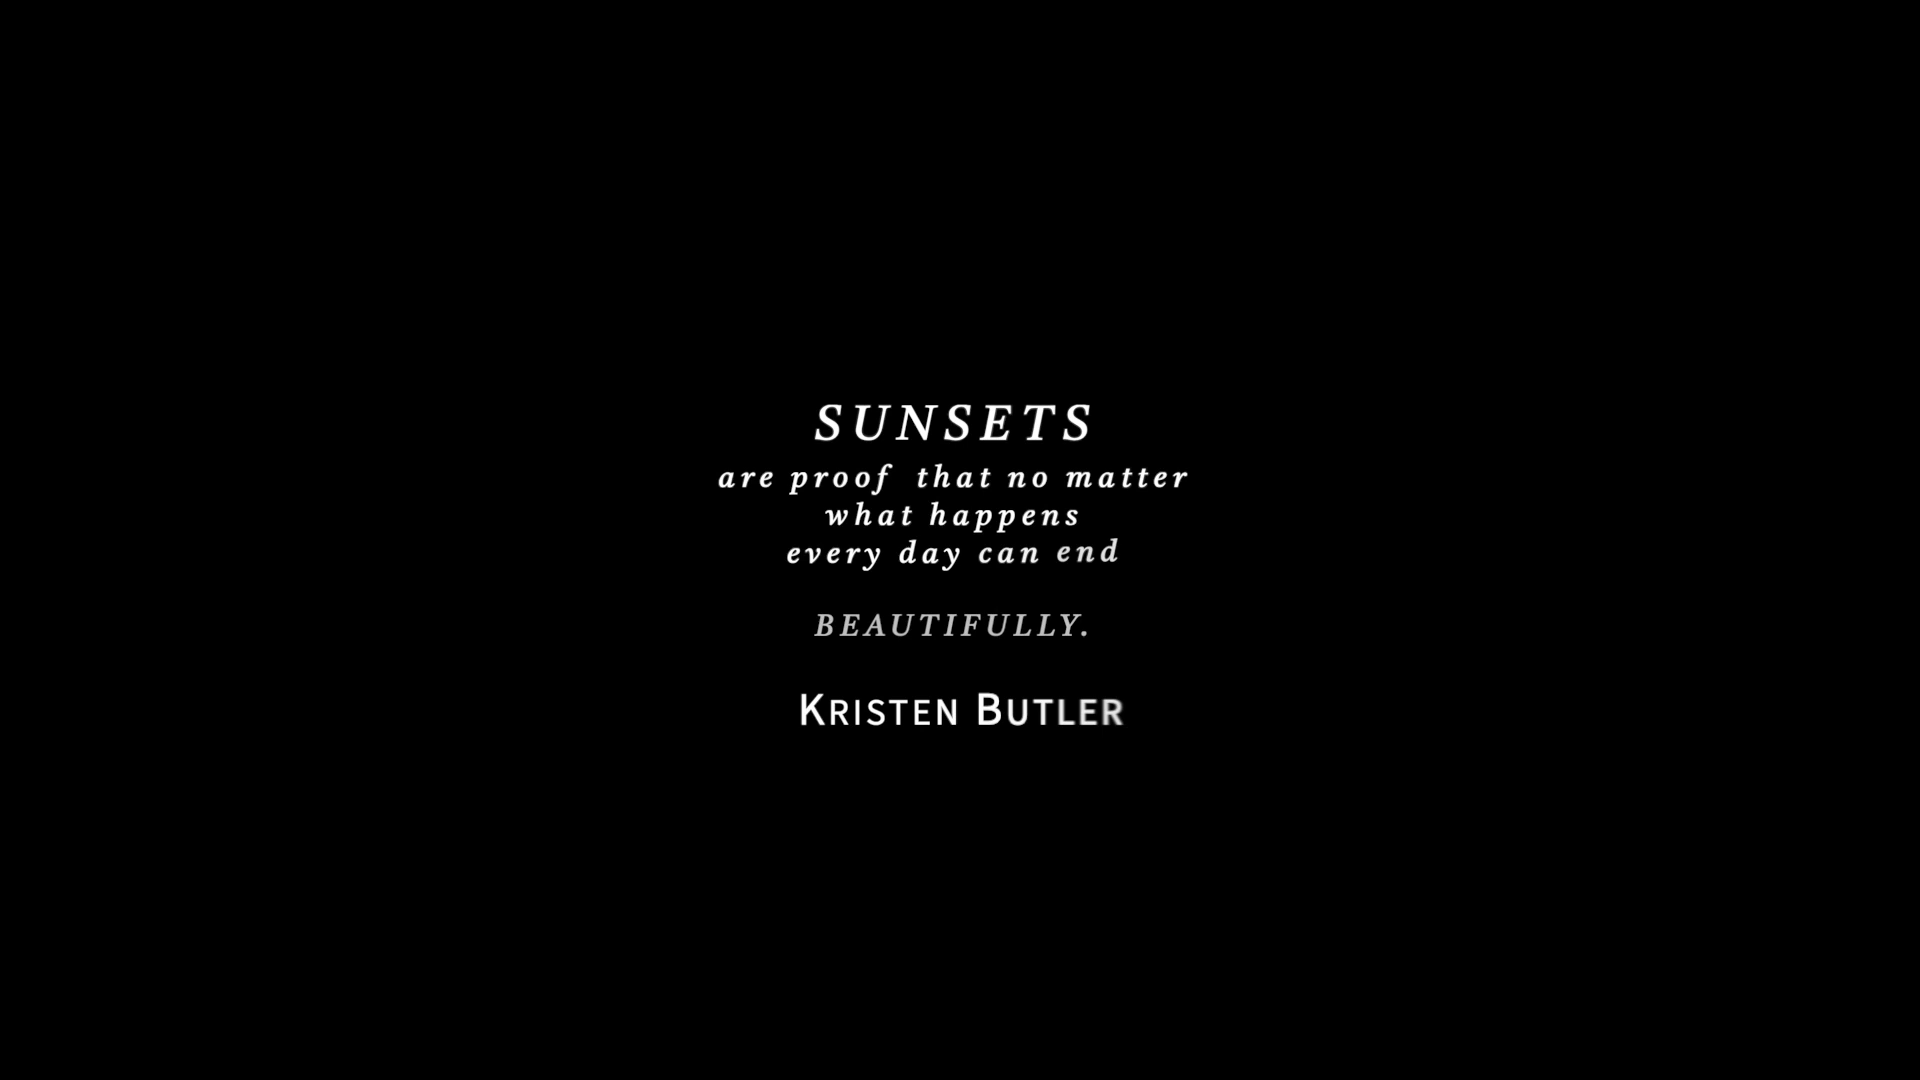 SUNSETS
are proof that no matter
what happens
every day can end
BEAUTIFULLY.
KRISTEN BUTLER